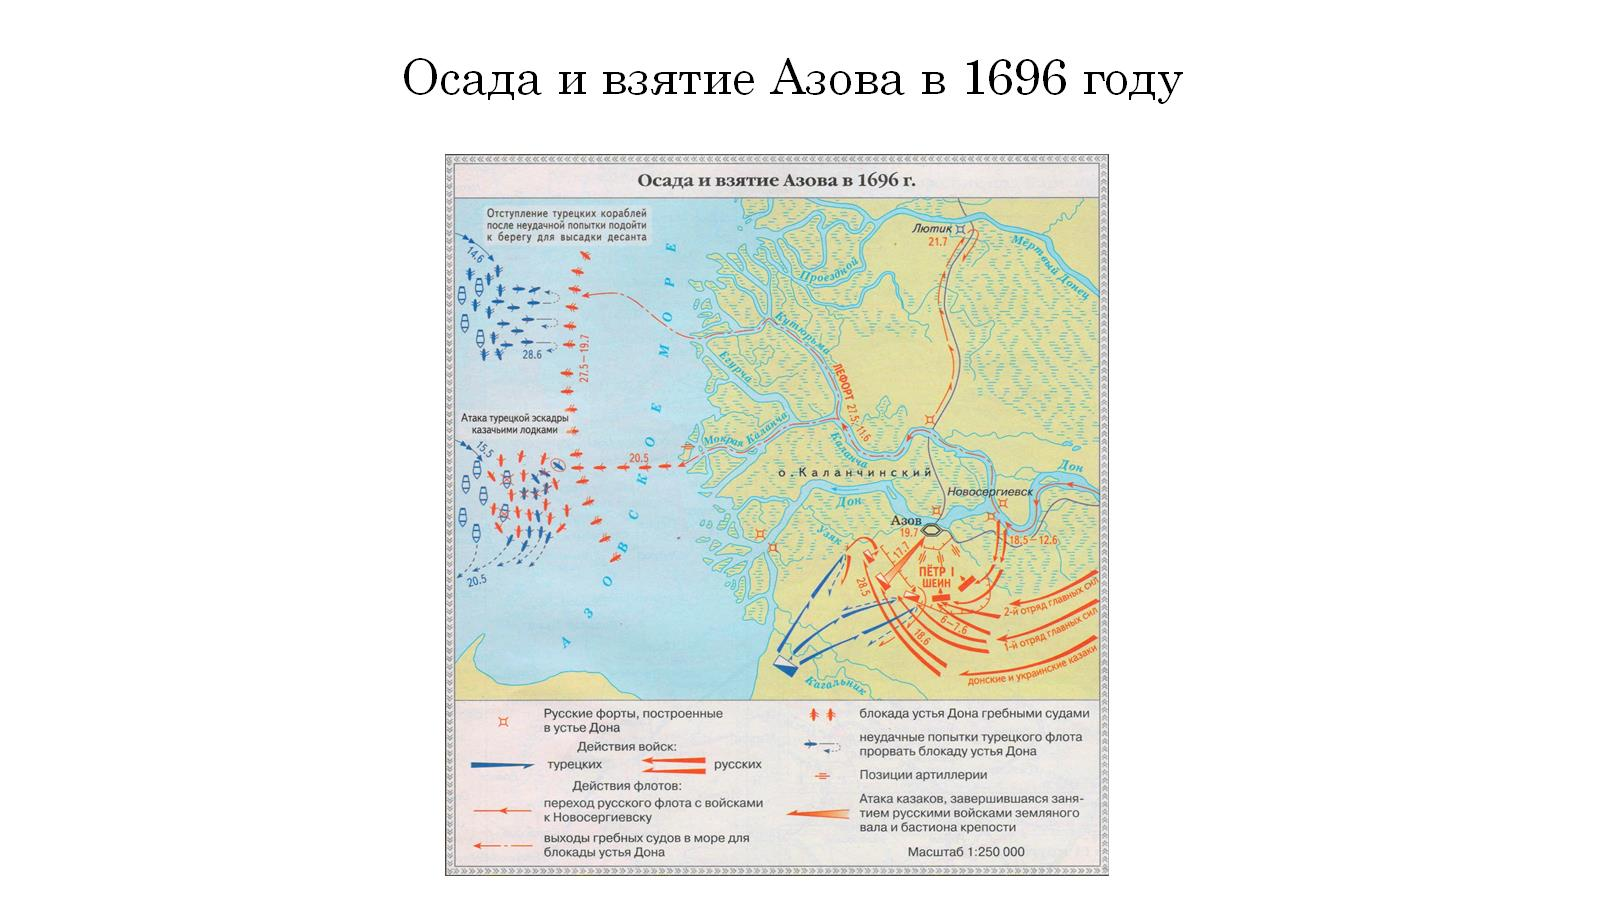 Осада и взятие Азова в 1696 году
Осада и взятие Азова в 1696 г.
Отступление турецких кораблей
после неудачной попытки подойти
к берегу для высадки десанта
14.6
28.6
27.5–19.7
Атака турецкой эскадры
казачьими лодками
15.5
20.5
20.5
АЗОВСКОЕ МОРЕ
Лютик
21.7
Мёртвый Донец
Проездной
Кутюрьма
Егурча
ЛЕФОРТ 27.5–11.6
Мокрая Каланча
Каланча
о. Каланчинский
Дон
Дон
Новосергиевск
Азов
19.7
Узяк
18.5–12.6
17.7
ПЁТР I
ШЕИН
28.5
6–7.6
18.6
2-й отряд главных сил
1-й отряд главных сил
донские и украинские казаки
Кагальник
Русские форты, построенные
в устье Дона
Действия войск:
турецких
русских
Действия флотов:
переход русского флота с войсками
к Новосергиевску
выходы гребных судов в море для
блокады устья Дона
блокада устья Дона гребными судами
неудачные попытки турецкого флота
прорвать блокаду устья Дона
Позиции артиллерии
Атака казаков, завершившаяся заня-
тием русскими войсками земляного
вала и бастиона крепости
Масштаб 1:250 000